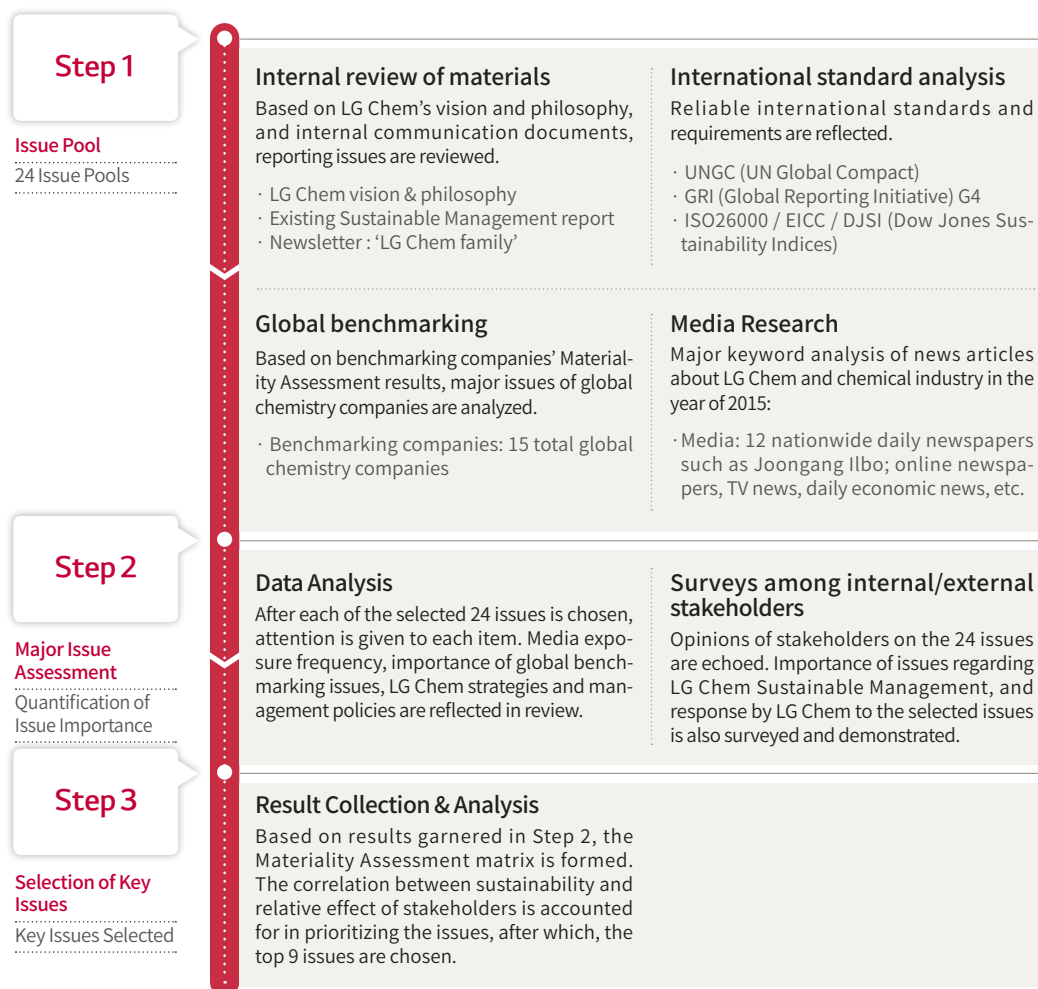 Step 1
Issue Pool
24 Issue Pools
Internal review of materials
Based on LG Chem's vision and philosophy,
and internal communication documents,
reporting issues are reviewed.
· LG Chem vision & philosophy
· Existing Sustainable Management report
· Newsletter : ‘LG Chem family’
International standard analysis
Reliable international standards and
requirements are reflected.
· UNGC (UN Global Compact)
· GRI (Global Reporting Initiative) G4
· ISO26000 / EICC / DJSI (Dow Jones Sus-
tainability Indices)
Global benchmarking
Based on benchmarking companies’ Material-
ity Assessment results, major issues of global
chemistry companies are analyzed.
· Benchmarking companies: 15 total global
chemistry companies
Media Research
Major keyword analysis of news articles
about LG Chem and chemical industry in the
year of 2015:
· Media: 12 nationwide daily newspapers
such as Joongang Ilbo; online newspa-
pers, TV news, daily economic news, etc.
Step 2
Major Issue
Assessment
Quantification of
Issue Importance
Data Analysis
After each of the selected 24 issues is chosen,
attention is given to each item. Media expo-
sure frequency, importance of global bench-
marking issues, LG Chem strategies and man-
agement policies are reflected in review.
Surveys among internal/external
stakeholders
Opinions of stakeholders on the 24 issues
are echoed. Importance of issues regarding
LG Chem Sustainable Management, and
response by LG Chem to the selected issues
is also surveyed and demonstrated.
Step 3
Selection of Key
Issues
Key Issues Selected
Result Collection & Analysis
Based on results garnered in Step 2, the
Materiality Assessment matrix is formed.
The correlation between sustainability and
relative effect of stakeholders is accounted
for in prioritizing the issues, after which, the
top 9 issues are chosen.